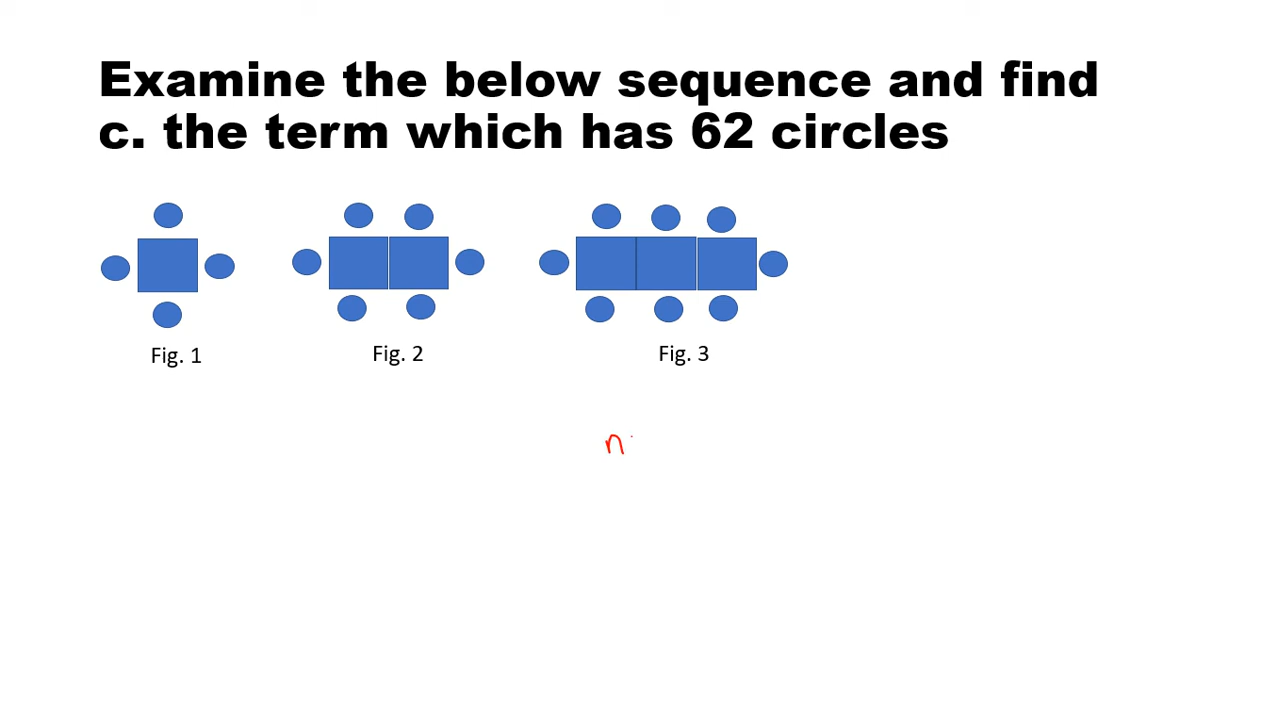 Examine the below sequence and find
c. the term which has 62 circles
Fig. 1
Fig. 2
Fig. 3
n